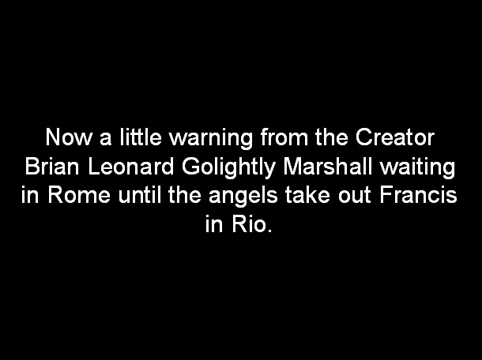 Now a little warning from the Creator
Brian Leonard Golightly Marshall waiting
in Rome until the angels take out Francis
in Rio.